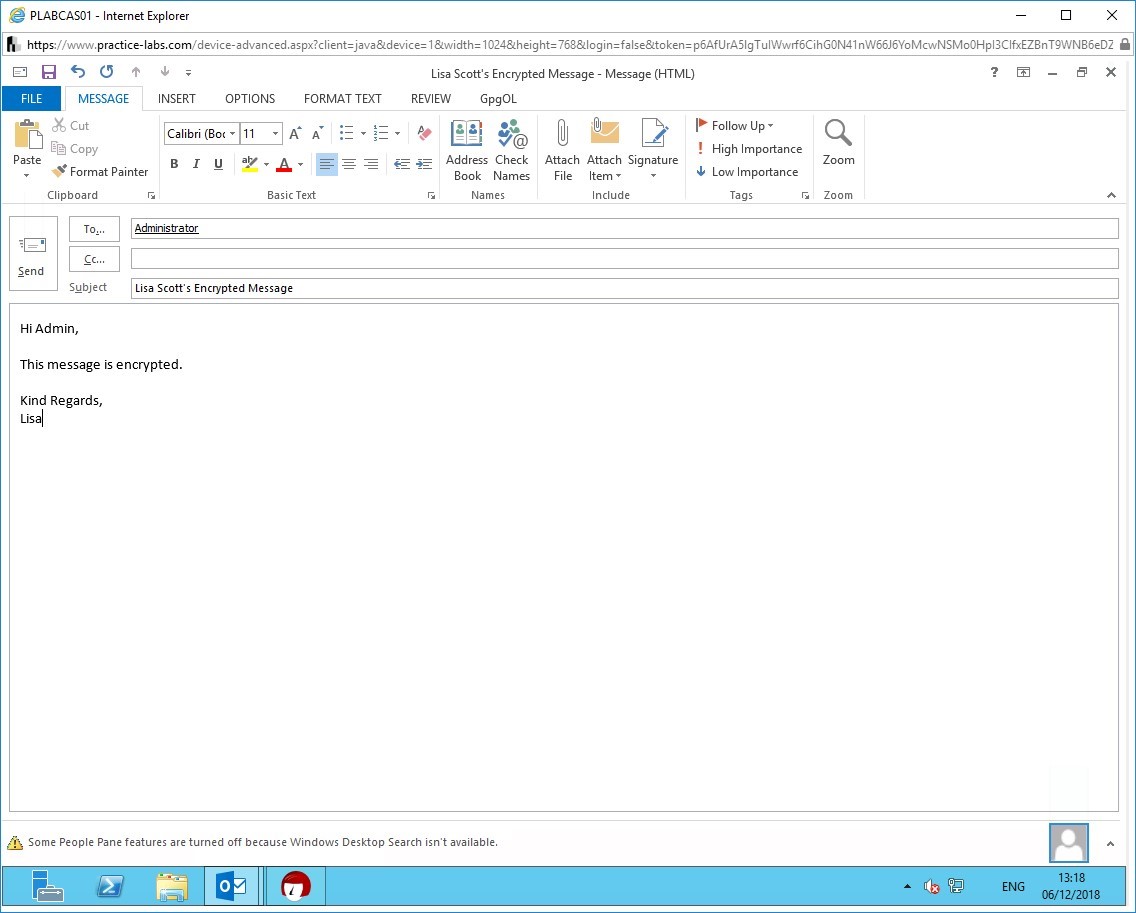 PLABCAS01 - Internet Explorer
https://www.practice-labs.com/device-advanced.aspx?client=java&device=1&width=1024&height=768&login=false&token=
Lisa Scott's Encrypted Message - Message (HTML)
?
FILE MESSAGE INSERT OPTIONS FORMAT TEXT REVIEW GpgOL
Paste
Cut
Copy
Format Painter
Clipboard
Calibri (Boc 11
B I U
Basic Text
Address Book
Check Names
Names
Attach File
Attach Item
Signature
Include
Follow Up
High Importance
Low Importance
Tags
Zoom
Zoom
Send
To...
Administrator
Cc...
Subject
Lisa Scott's Encrypted Message
Hi Admin,
This message is encrypted.
Kind Regards,
Lisa
Some People Pane features are turned off because Windows Desktop Search isn't available.
ENG
13:18
06/12/2018